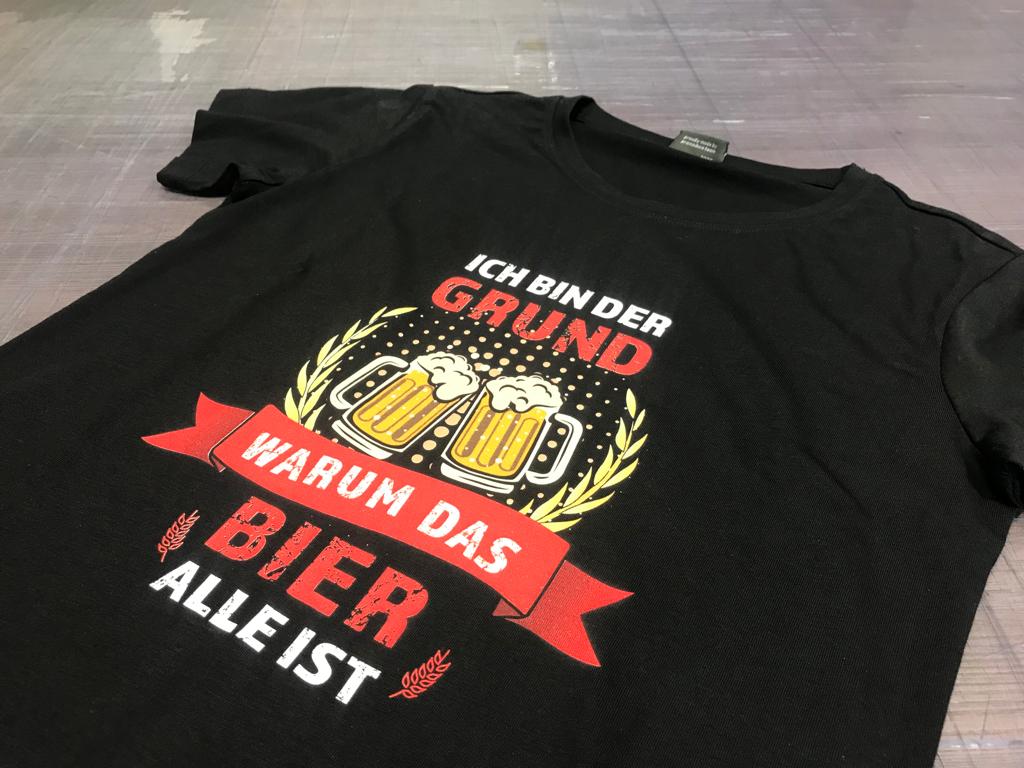 ICH BIN DER
GRUND
WARUM DAS
BIER
ALLE IST